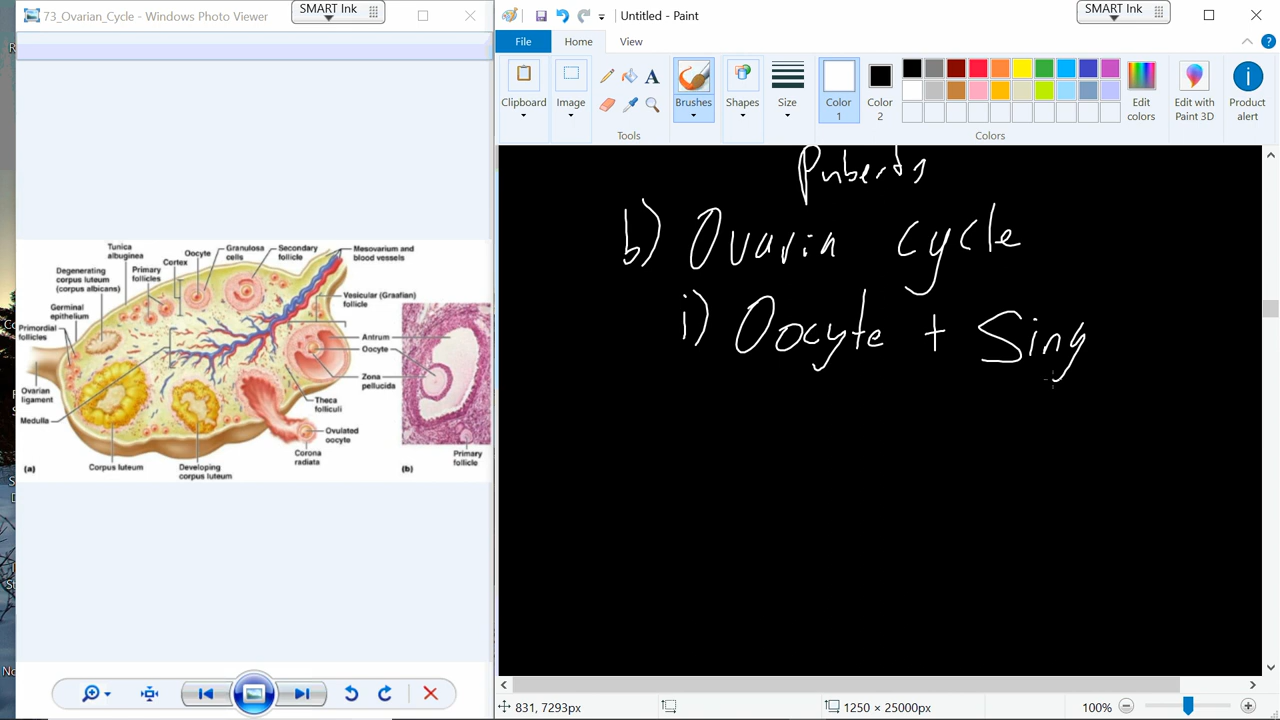 73_Ovarian_Cycle - Windows Photo Viewer
SMART Ink
Untitled - Paint
SMART Ink
File
Home
View
Clipboard
Image
Tools
Brushes
Shapes
Size
Color 1
Color 2
Colors
Edit colors
Edit with Paint 3D
Product alert
b) Ovarin cycle
i) Oocyte + Sing
Tunica albuginea
Degenerating corpus luteum (corpus albicans)
Germinal epithelium
Primordial follicles
Primary follicles
Cortex
Oocyte
Granulosa cells
Secondary follicle
Mesovarium and blood vessels
Vesicular (Graafian) follicle
Antrum
Oocyte
Zona pellucida
Theca folliculi
Ovulated oocyte
Corona radiata
Ovarian ligament
Medulla
(a)
Corpus luteum
Developing corpus luteum
(b)
Primary follicle
831, 7293px
1250 × 25000px
100%